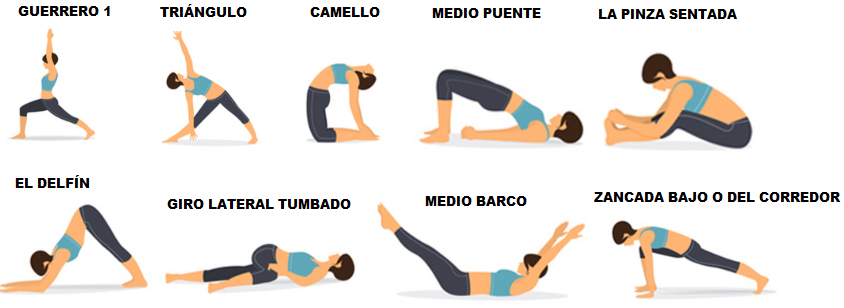 GUERRERO 1
TRIÁNGULO
CAMELLO
MEDIO PUENTE
LA PINZA SENTADA
EL DELFÍN
GIRO LATERAL TUMBADO
MEDIO BARCO
ZANCADA BAJO O DEL CORREDOR